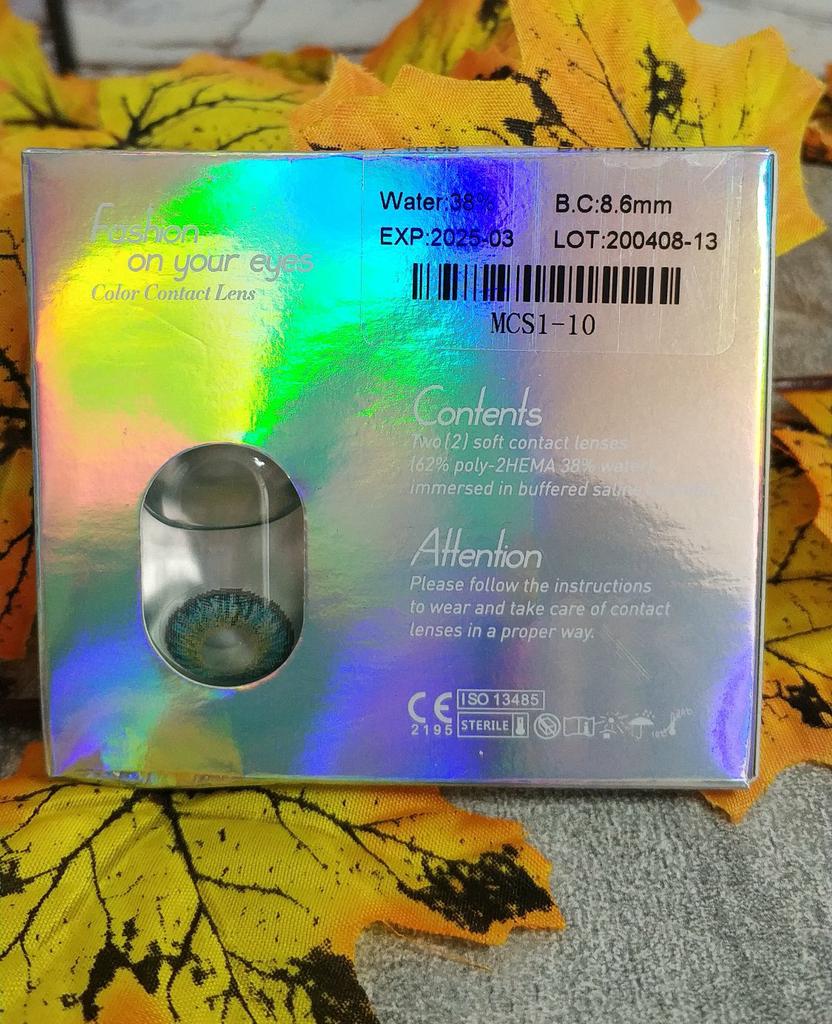 Fashion
on your eyes
Color Contact Lens
Water:38% B.C:8.6mm
EXP:2025-03 LOT:200408-13
MCS1-10
Contents
Two(2) soft contact lenses
(62% poly-2HEMA 38% water)
immersed in buffered saline
Attention
Please follow the instructions
to wear and take care of contact
lenses in a proper way.
CE ISO 13485
2195 STERILE